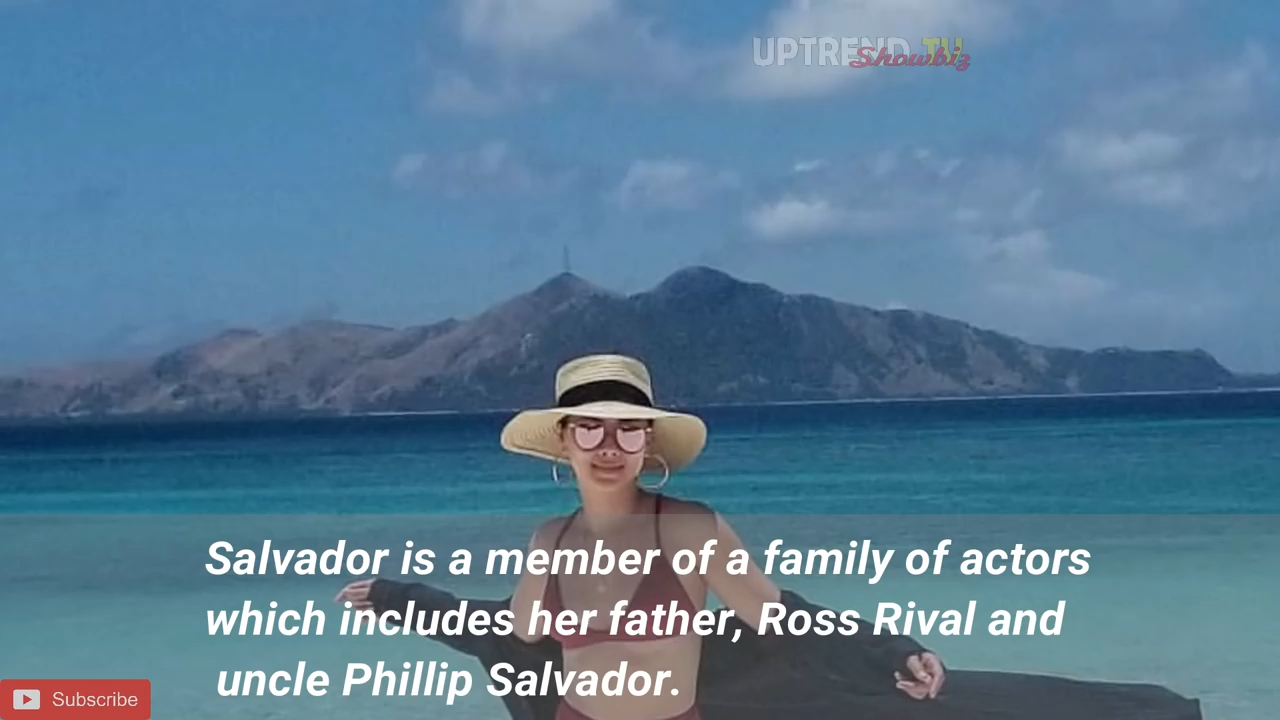 UPTREND TV
Showbiz
Salvador is a member of a family of actors
which includes her father, Ross Rival and
uncle Phillip Salvador.
Subscribe